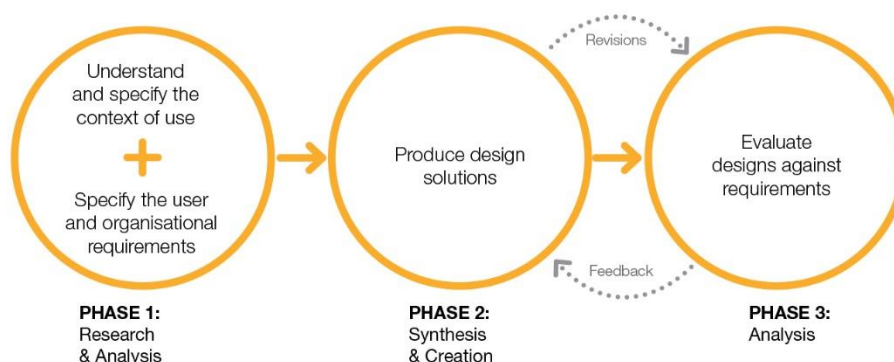 Understand
and specify the
context of use
+
Specify the user
and organisational
requirements
Produce design
solutions
Revisions
Evaluate
designs against
requirements
Feedback
PHASE 1:
Research
& Analysis
PHASE 2:
Synthesis
& Creation
PHASE 3:
Analysis